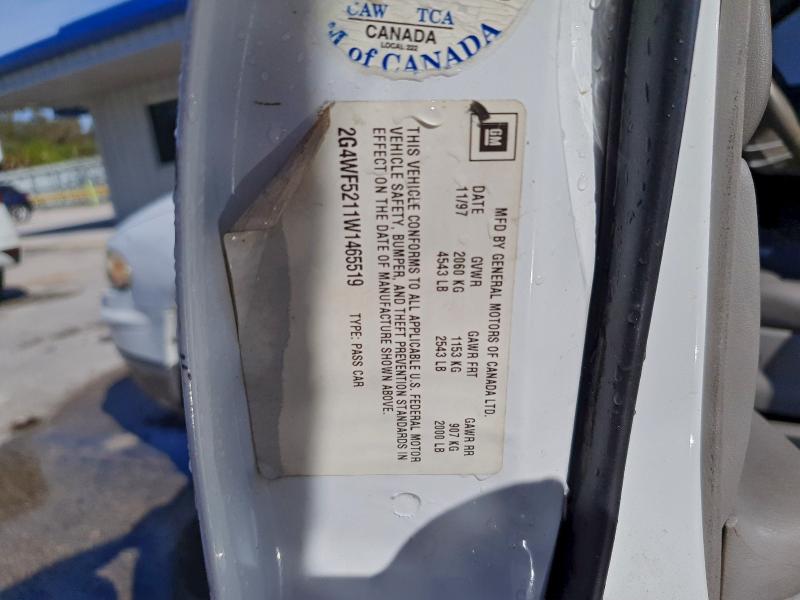 CAW TCA
CANADA
LOCAL 222
of CANADA
GM
MFD BY GENERAL MOTORS OF CANADA LTD.
DATE GVWR GAWR FRT GAWR RR
11/97 2060 KG 1153 KG 907 KG
4543 LB 2543 LB 2000 LB
THIS VEHICLE CONFORMS TO ALL APPLICABLE U.S. FEDERAL MOTOR
VEHICLE SAFETY, BUMPER, AND THEFT PREVENTION STANDARDS IN
EFFECT ON THE DATE OF MANUFACTURE SHOWN ABOVE.
2G4WF5211W1465519 TYPE: PASS CAR